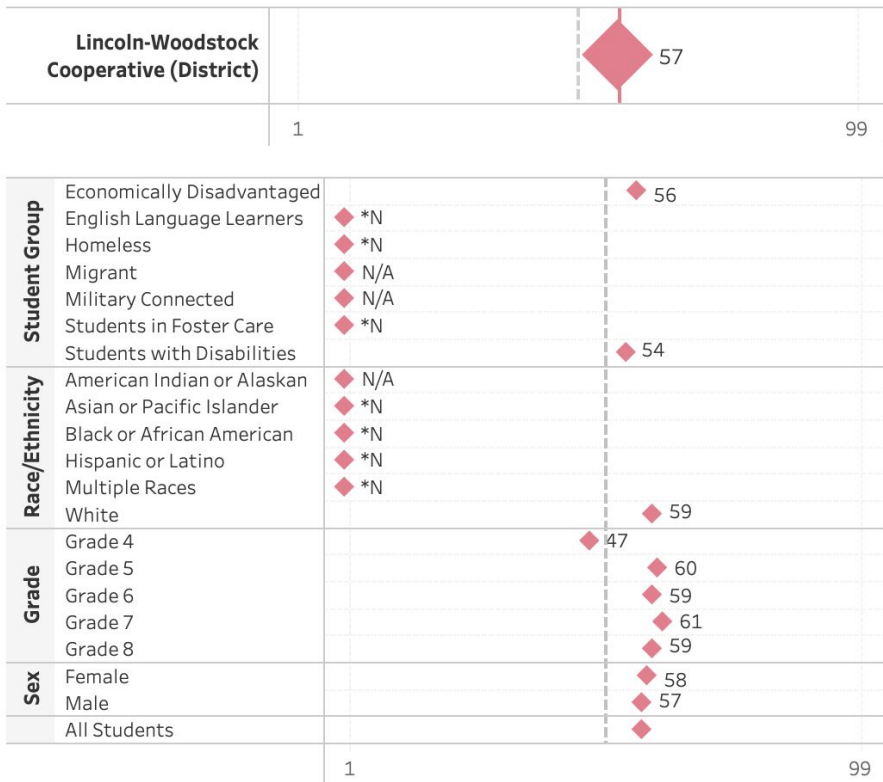 Lincoln-Woodstock
Cooperative (District)
57
1 99
Student Group
Economically Disadvantaged 56
English Language Learners *N
Homeless *N
Migrant N/A
Military Connected N/A
Students in Foster Care *N
Students with Disabilities 54
Race/Ethnicity
American Indian or Alaskan N/A
Asian or Pacific Islander *N
Black or African American *N
Hispanic or Latino *N
Multiple Races *N
White 59
Grade
Grade 4 47
Grade 5 60
Grade 6 59
Grade 7 61
Grade 8 59
Sex
Female 58
Male 57
All Students
1 99